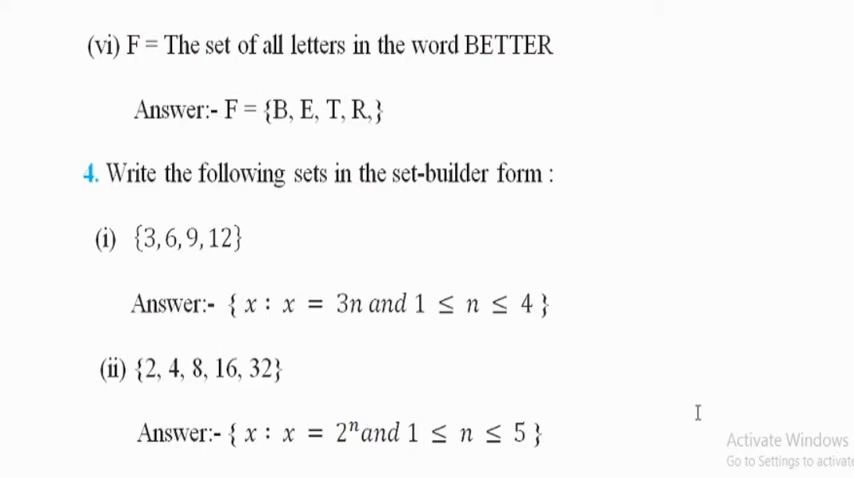 (vi) F = The set of all letters in the word BETTER
Answer:- F = {B, E, T, R,}
4. Write the following sets in the set-builder form :
(i) {3, 6, 9, 12}
Answer:- { x : x = 3n and 1 ≤ n ≤ 4 }
(ii) {2, 4, 8, 16, 32}
Answer:- { x : x = 2ⁿ and 1 ≤ n ≤ 5 }
Activate Windows
Go to Settings to activate